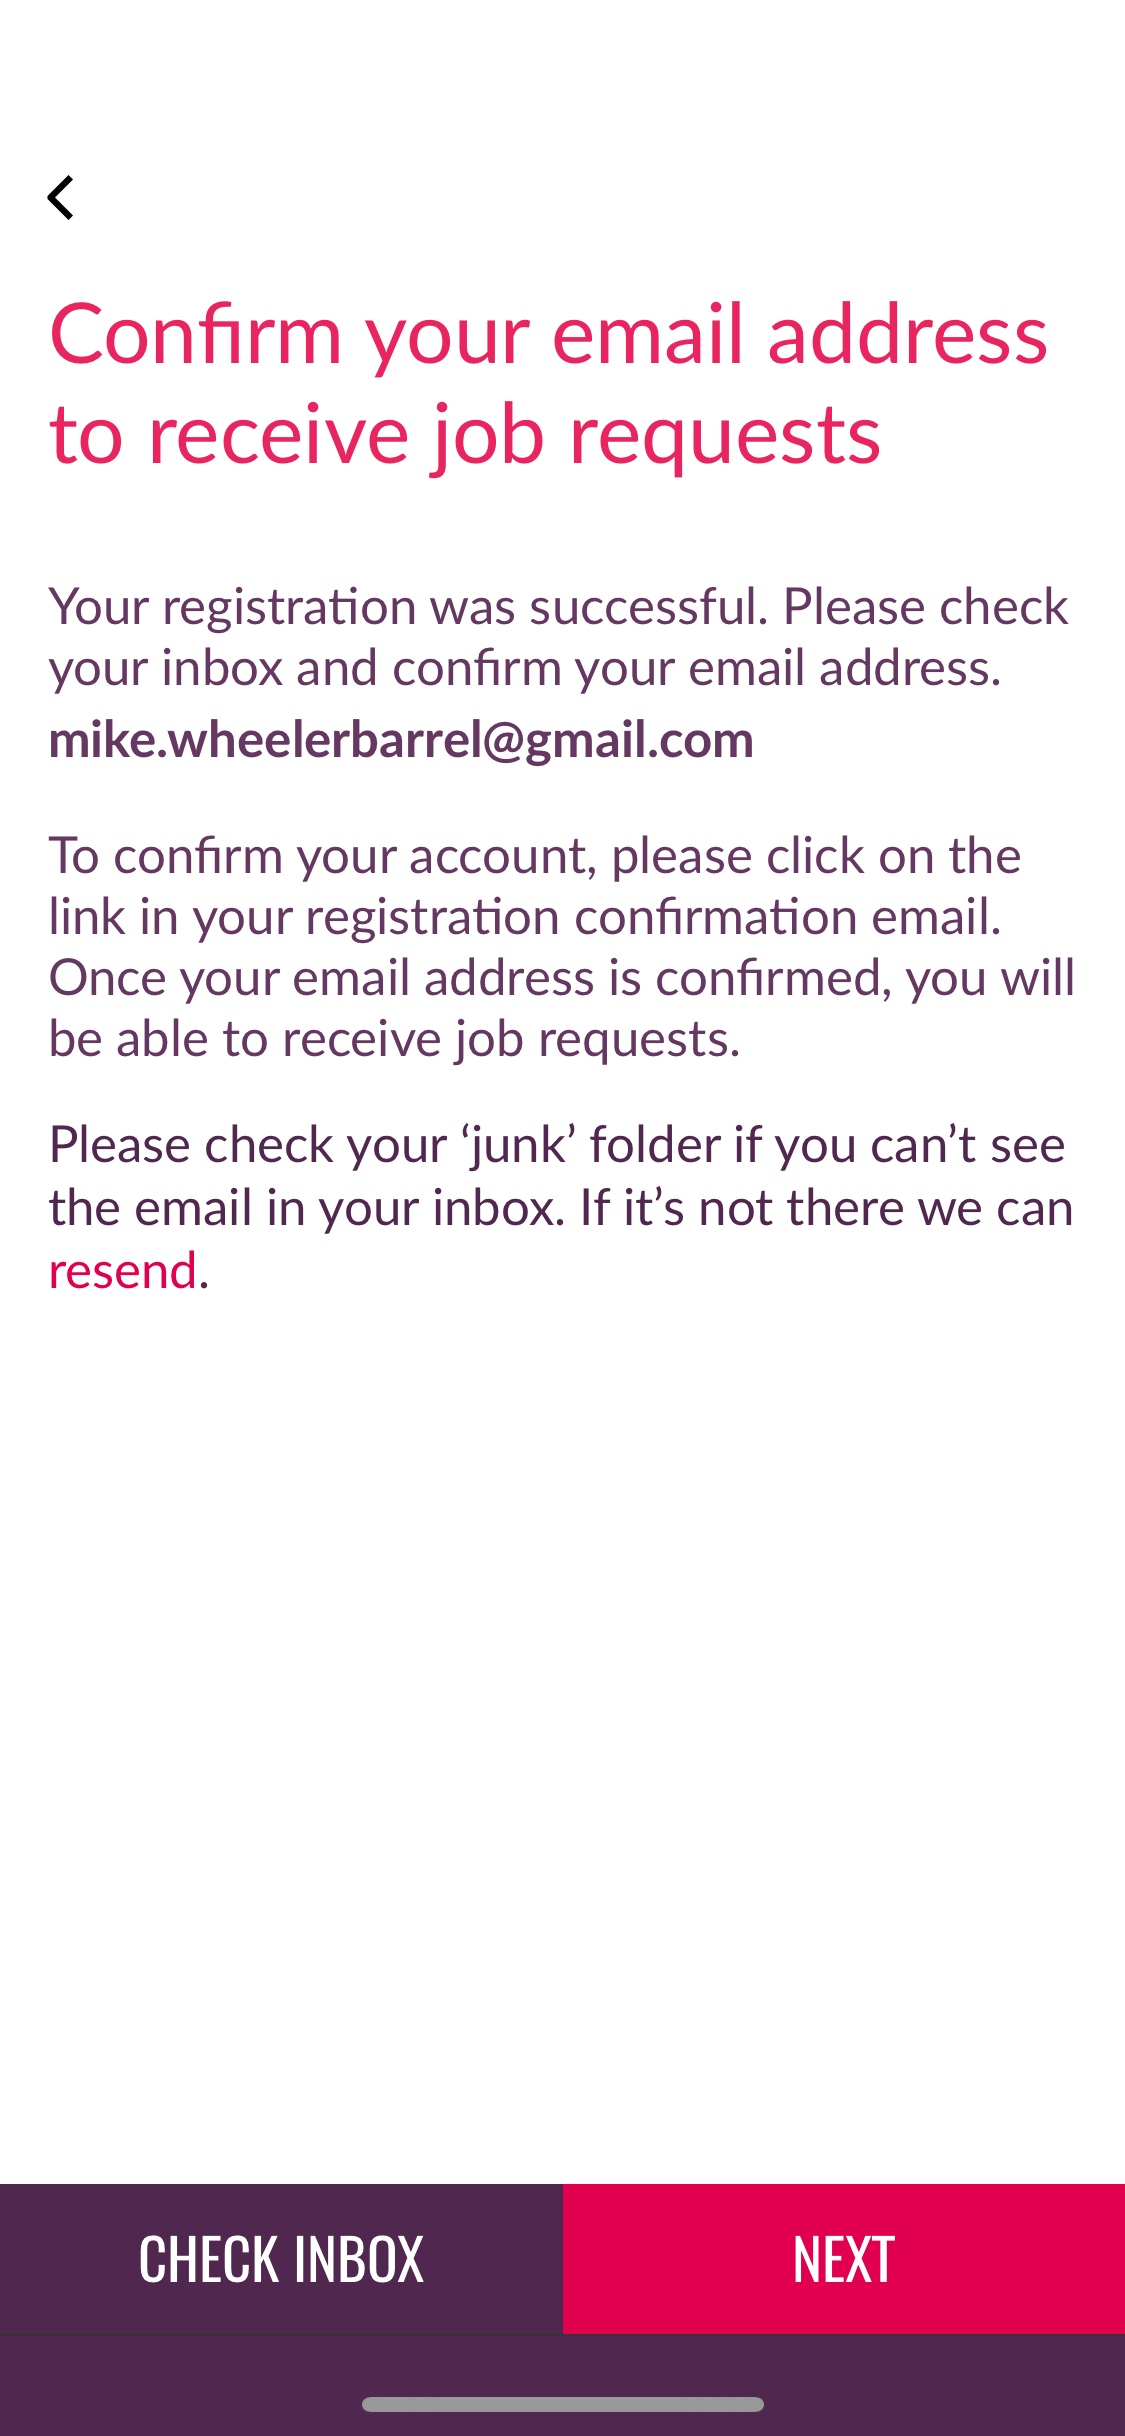 Confirm your email address
to receive job requests
Your registration was successful. Please check
your inbox and confirm your email address.
mike.wheelerbarrel@gmail.com
To confirm your account, please click on the
link in your registration confirmation email.
Once your email address is confirmed, you will
be able to receive job requests.
Please check your ‘junk’ folder if you can’t see
the email in your inbox. If it’s not there we can
resend.
CHECK INBOX
NEXT